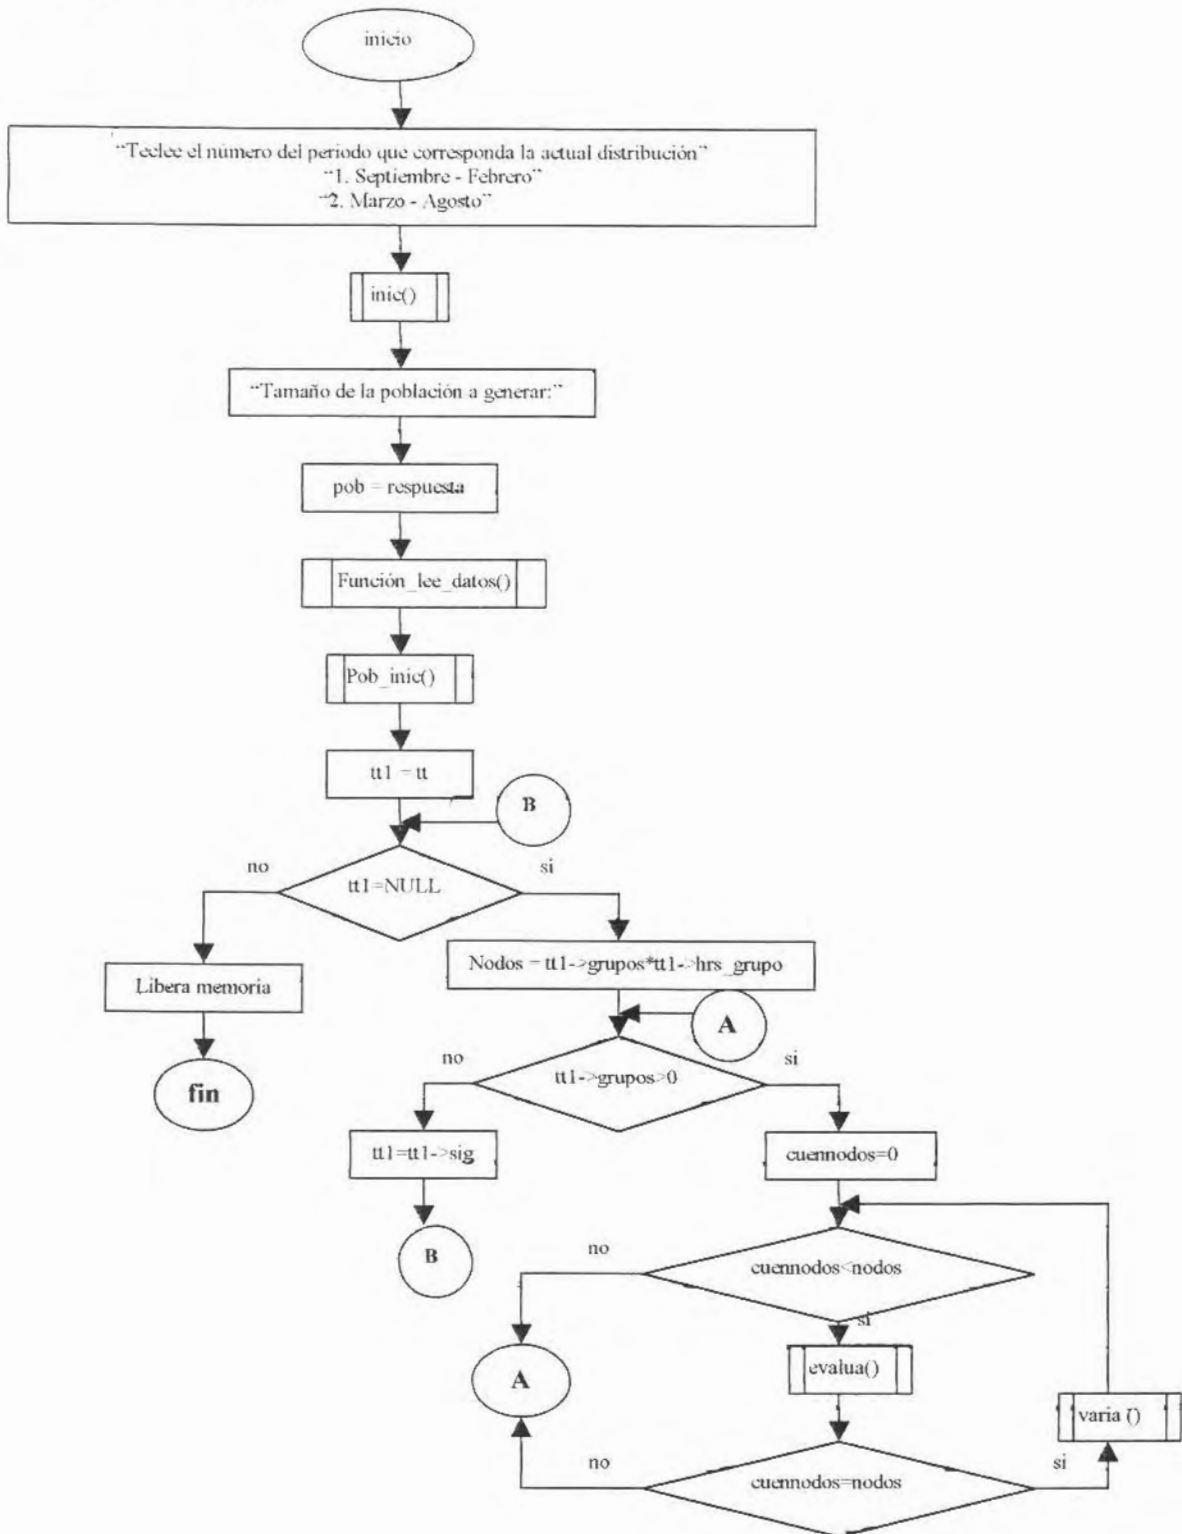 inicio
“Teclee el número del periodo que corresponda la actual distribución”
“1. Septiembre - Febrero”
“2. Marzo - Agosto”
inic()
“Tamaño de la población a generar:”
pob = respuesta
Función_lee_datos()
Pob_inic()
tt1 = tt
B
no
si
tt1=NULL
Nodos = tt1->grupos*tt1->hrs_grupo
Libera memoria
A
no
si
tt1->grupos>0
fin
tt1=tt1->sig
cuennodos=0
B
no
cuennodos<nodos
si
A
evalua()
varia ()
no
si
cuennodos=nodos